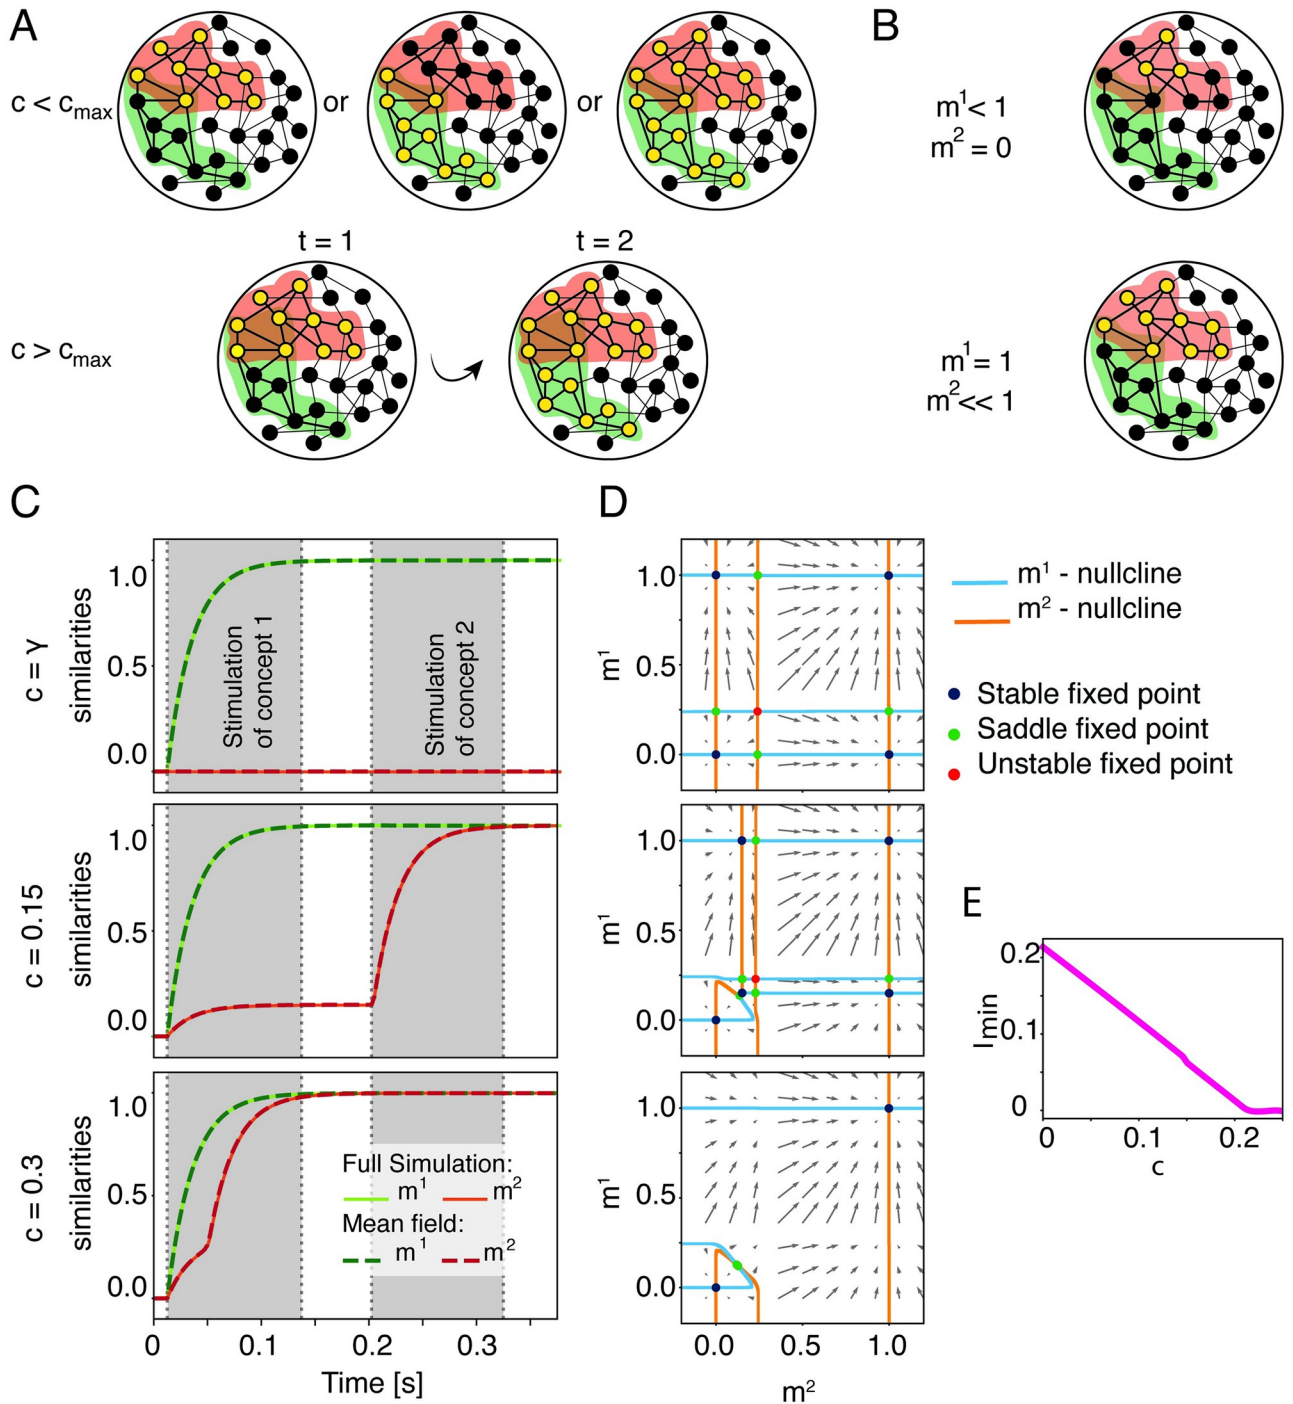 A
B
c < cmax
or
or
m1< 1
m2 = 0
t = 1
t = 2
c > cmax
m1 = 1
m2<< 1
C
D
c = γ
similarities
1.0
0.5
0.0
Stimulation
of concept 1
Stimulation
of concept 2
m1
1.0
0.5
0.0
m1 - nullcline
m2 - nullcline
Stable fixed point
Saddle fixed point
Unstable fixed point
c = 0.15
similarities
1.0
0.5
0.0
m1
1.0
0.5
0.0
E
Imin
0.2
0.1
0
0
0.1
0.2
c
c = 0.3
similarities
1.0
0.5
0.0
Full Simulation:
m1 m2
Mean field:
m1 m2
0 0.1 0.2 0.3
Time [s]
m1
1.0
0.5
0.0
0.0 0.5 1.0
m2